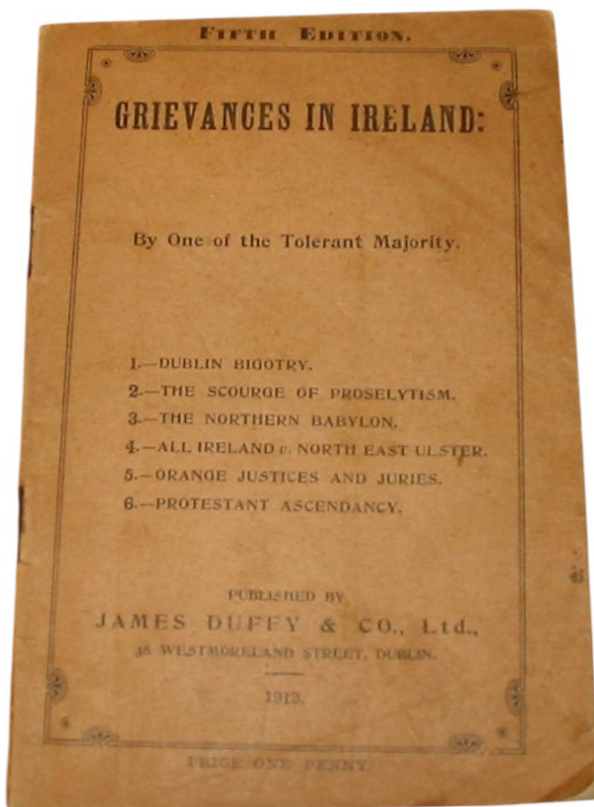 FIFTH EDITION.
GRIEVANCES IN IRELAND:
By One of the Tolerant Majority.
1.—DUBLIN BIGOTRY.
2.—THE SCOURGE OF PROSELYTISM.
3.—THE NORTHERN BABYLON.
4.—ALL IRELAND v. NORTH EAST ULSTER.
5.—ORANGE JUSTICES AND JURIES.
6.—PROTESTANT ASCENDANCY.
PUBLISHED BY
JAMES DUFFY & CO., Ltd.,
38 WESTMORELAND STREET, DUBLIN.
1913.
PRICE ONE PENNY.